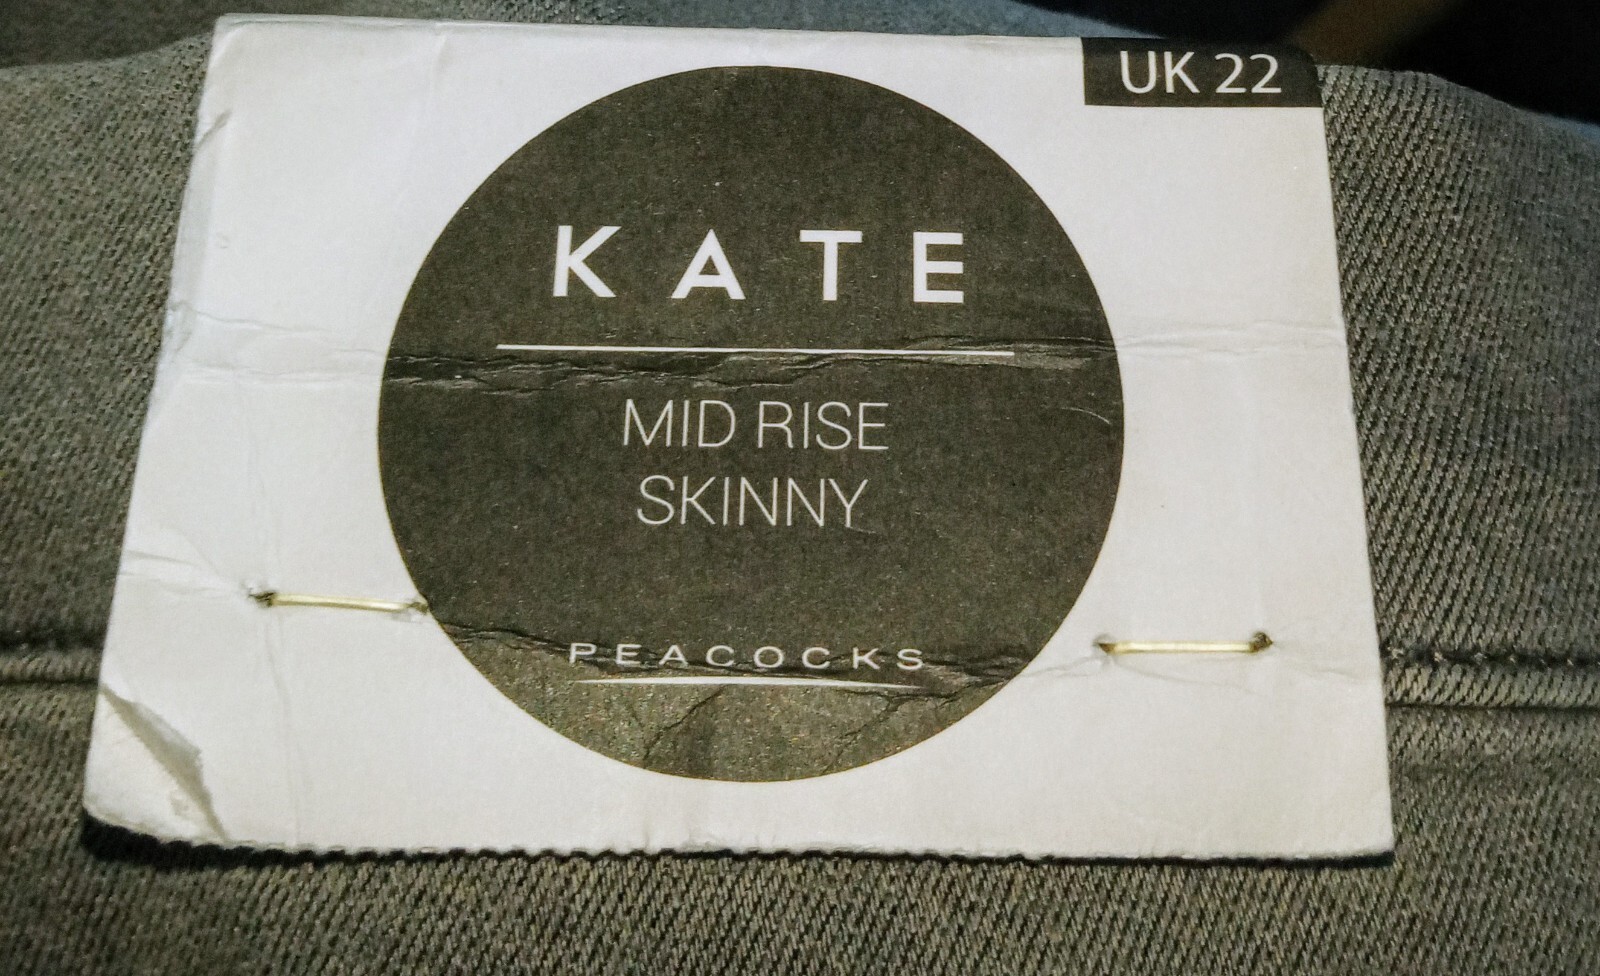 UK 22
KATE
MID RISE
SKINNY
PEACOCKS